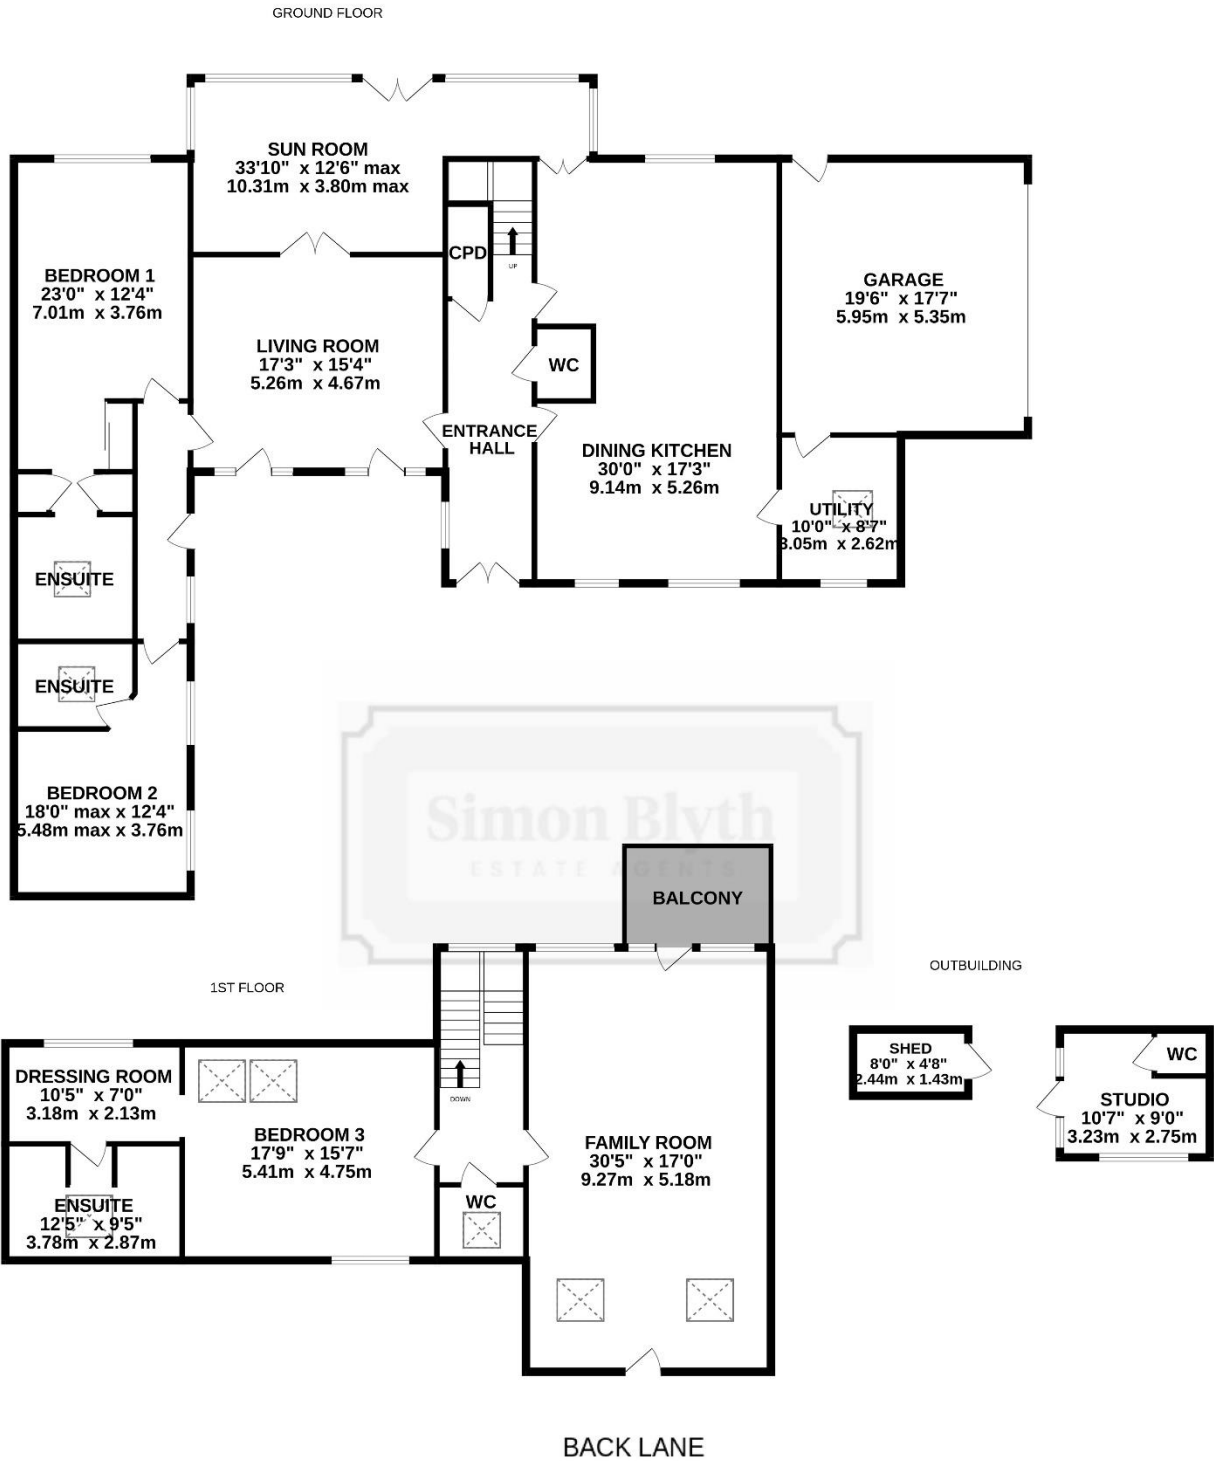 GROUND FLOOR
SUN ROOM
33'10" x 12'6" max
10.31m x 3.80m max
BEDROOM 1
23'0" x 12'4"
7.01m x 3.76m
CPD
UP
GARAGE
19'6" x 17'7"
5.95m x 5.35m
LIVING ROOM
17'3" x 15'4"
5.26m x 4.67m
WC
ENTRANCE
HALL
DINING KITCHEN
30'0" x 17'3"
9.14m x 5.26m
UTILITY
10'0" x 8'7"
3.05m x 2.62m
ENSUITE
ENSUITE
BEDROOM 2
18'0" max x 12'4"
5.48m max x 3.76m
Simon Blyth
ESTATE AGENTS
BALCONY
1ST FLOOR
OUTBUILDING
DRESSING ROOM
10'5" x 7'0"
3.18m x 2.13m
DOWN
BEDROOM 3
17'9" x 15'7"
5.41m x 4.75m
FAMILY ROOM
30'5" x 17'0"
9.27m x 5.18m
ENSUITE
12'5" x 9'5"
3.78m x 2.87m
WC
SHED
8'0" x 4'8"
2.44m x 1.43m
WC
STUDIO
10'7" x 9'0"
3.23m x 2.75m
BACK LANE